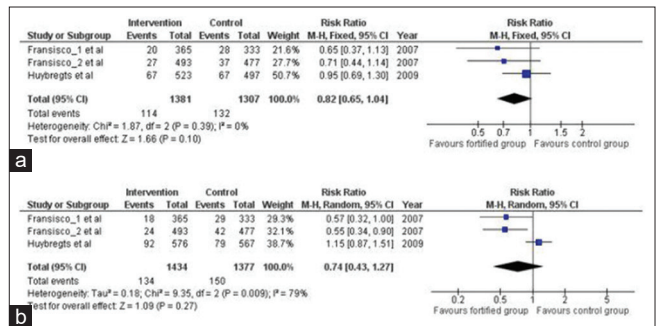 Intervention Control Risk Ratio Risk Ratio
Study or Subgroup Events Total Events Total Weight M-H, Fixed, 95% CI Year M-H, Fixed, 95% CI
Fransisco_1 et al 20 365 28 333 21.6% 0.65 [0.37, 1.13] 2007
Fransisco_2 et al 27 493 37 477 27.7% 0.71 [0.44, 1.14] 2007
Huybregts et al 67 523 67 497 50.7% 0.95 [0.69, 1.30] 2009
Total (95% CI) 1381 1307 100.0% 0.82 [0.65, 1.04]
Total events 114 132
Heterogeneity: Chi² = 1.87, df = 2 (P = 0.39); I² = 0%
Test for overall effect: Z = 1.66 (P = 0.10)
0.5 0.7 1 1.5 2
Favours fortified group Favours control group
a
Intervention Control Risk Ratio Risk Ratio
Study or Subgroup Events Total Events Total Weight M-H, Random, 95% CI Year M-H, Random, 95% CI
Fransisco_1 et al 18 365 29 333 29.3% 0.57 [0.32, 1.00] 2007
Fransisco_2 et al 24 493 42 477 32.1% 0.55 [0.34, 0.90] 2007
Huybregts et al 92 576 79 567 38.7% 1.15 [0.87, 1.51] 2009
Total (95% CI) 1434 1377 100.0% 0.74 [0.43, 1.27]
Total events 134 150
Heterogeneity: Tau² = 0.18; Chi² = 9.35, df = 2 (P = 0.009); I² = 79%
Test for overall effect: Z = 1.09 (P = 0.27)
0.2 0.5 1 2 5
Favours fortified group Favours control group
b